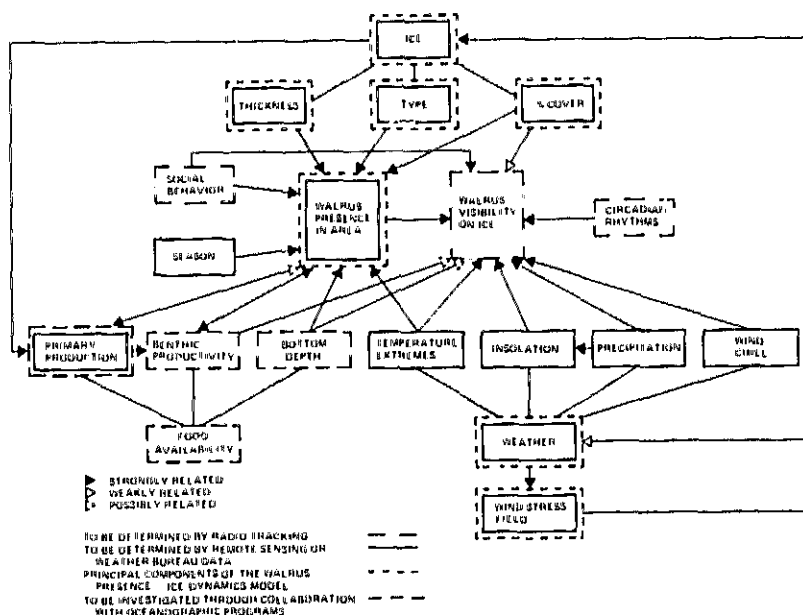 ICE
THICKNESS
TYPE
% COVER
SOCIAL
BEHAVIOR
WALRUS
PRESENCE
IN AREA
WALRUS
VISIBILITY
ON ICE
CIRCADIAN
RHYTHMS
SEASON
PRIMARY
PRODUCTION
BENTHIC
PRODUCTIVITY
BOTTOM
DEPTH
TEMPERATURE
EXTREMES
INSOLATION
PRECIPITATION
WIND
CHILL
FOOD
AVAILABILITY
WEATHER
WIND STRESS
FIELD
STRONGLY RELATED
WEAKLY RELATED
POSSIBLY RELATED
TO BE DETERMINED BY RADIO TRACKING
TO BE DETERMINED BY REMOTE SENSING OR
WEATHER BUREAU DATA
PRINCIPAL COMPONENTS OF THE WALRUS
PRESENCE ICE DYNAMICS MODEL
TO BE INVESTIGATED THROUGH COLLABORATION
WITH OCEANOGRAPHIC PROGRAMS